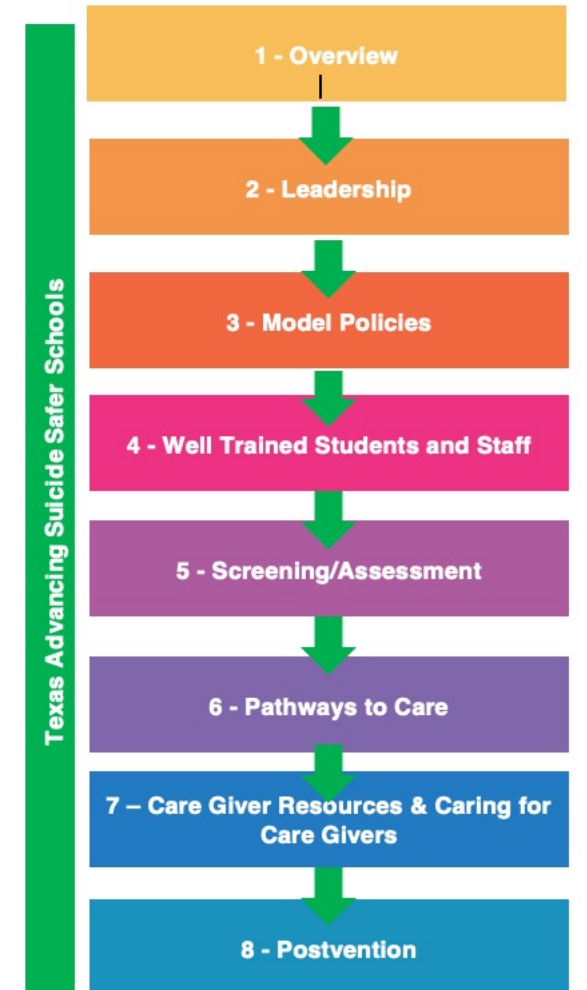 Texas Advancing Suicide Safer Schools
1 - Overview
2 - Leadership
3 - Model Policies
4 - Well Trained Students and Staff
5 - Screening/Assessment
6 - Pathways to Care
7 – Care Giver Resources & Caring for
Care Givers
8 - Postvention